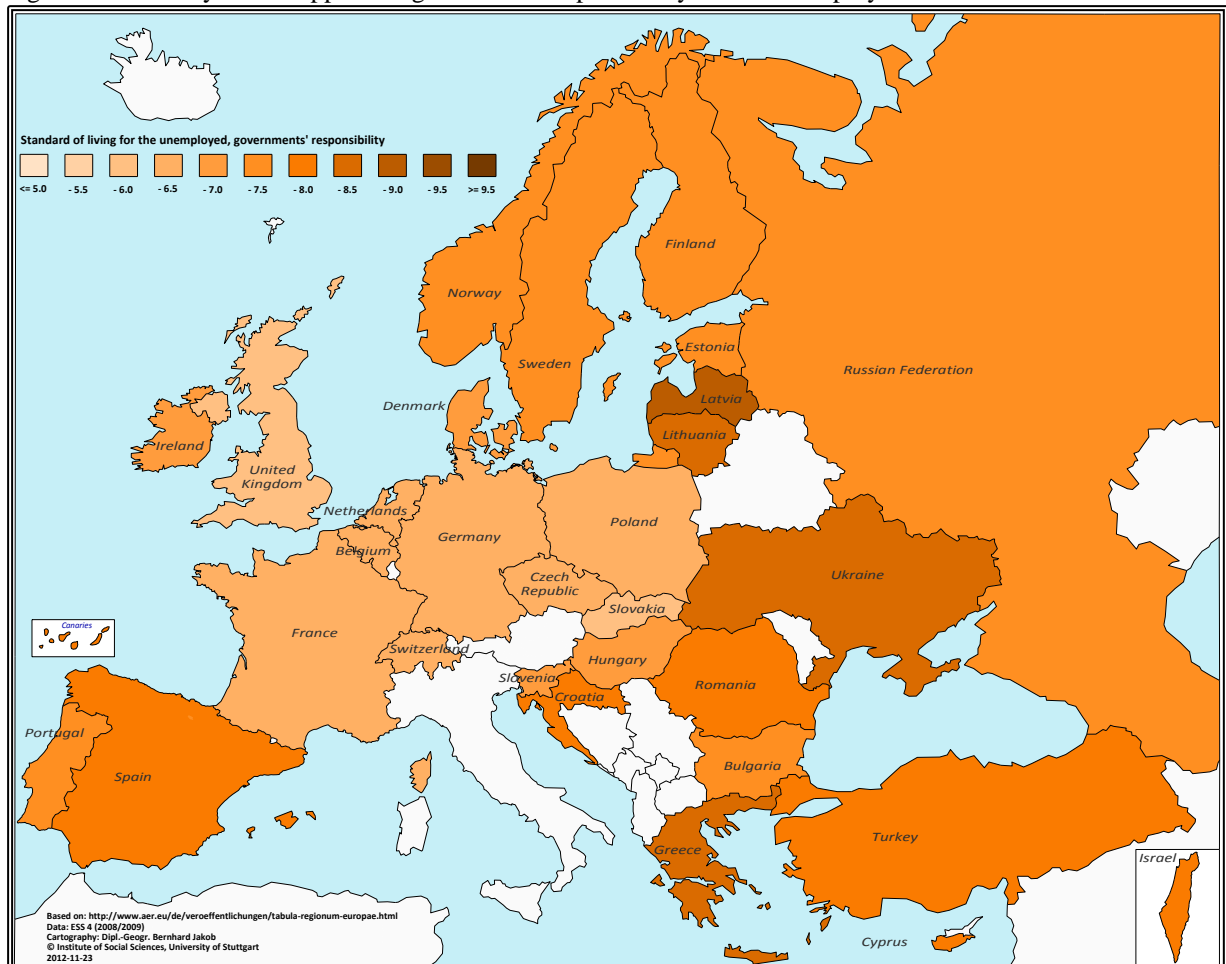 Standard of living for the unemployed, governments' responsibility
<= 5.0 - 5.5 - 6.0 - 6.5 - 7.0 - 7.5 - 8.0 - 8.5 - 9.0 - 9.5 >= 9.5
Finland
Norway
Estonia
Sweden
Russian Federation
Latvia
Denmark
Lithuania
Ireland
United
Kingdom
Netherlands
Poland
Germany
Belgium
Ukraine
Czech
Republic
Slovakia
Canaries
France
Switzerland
Hungary
Slovenia
Romania
Croatia
Portugal
Bulgaria
Spain
Turkey
Greece
Israel
Cyprus
Based on: http://www.aer.eu/de/veroeffentlichungen/tabula-regionum-europae.html
Data: ESS 4 (2008/2009)
Cartography: Dipl.-Geogr. Bernhard Jakob
© Institute of Social Sciences, University of Stuttgart
2012-11-23